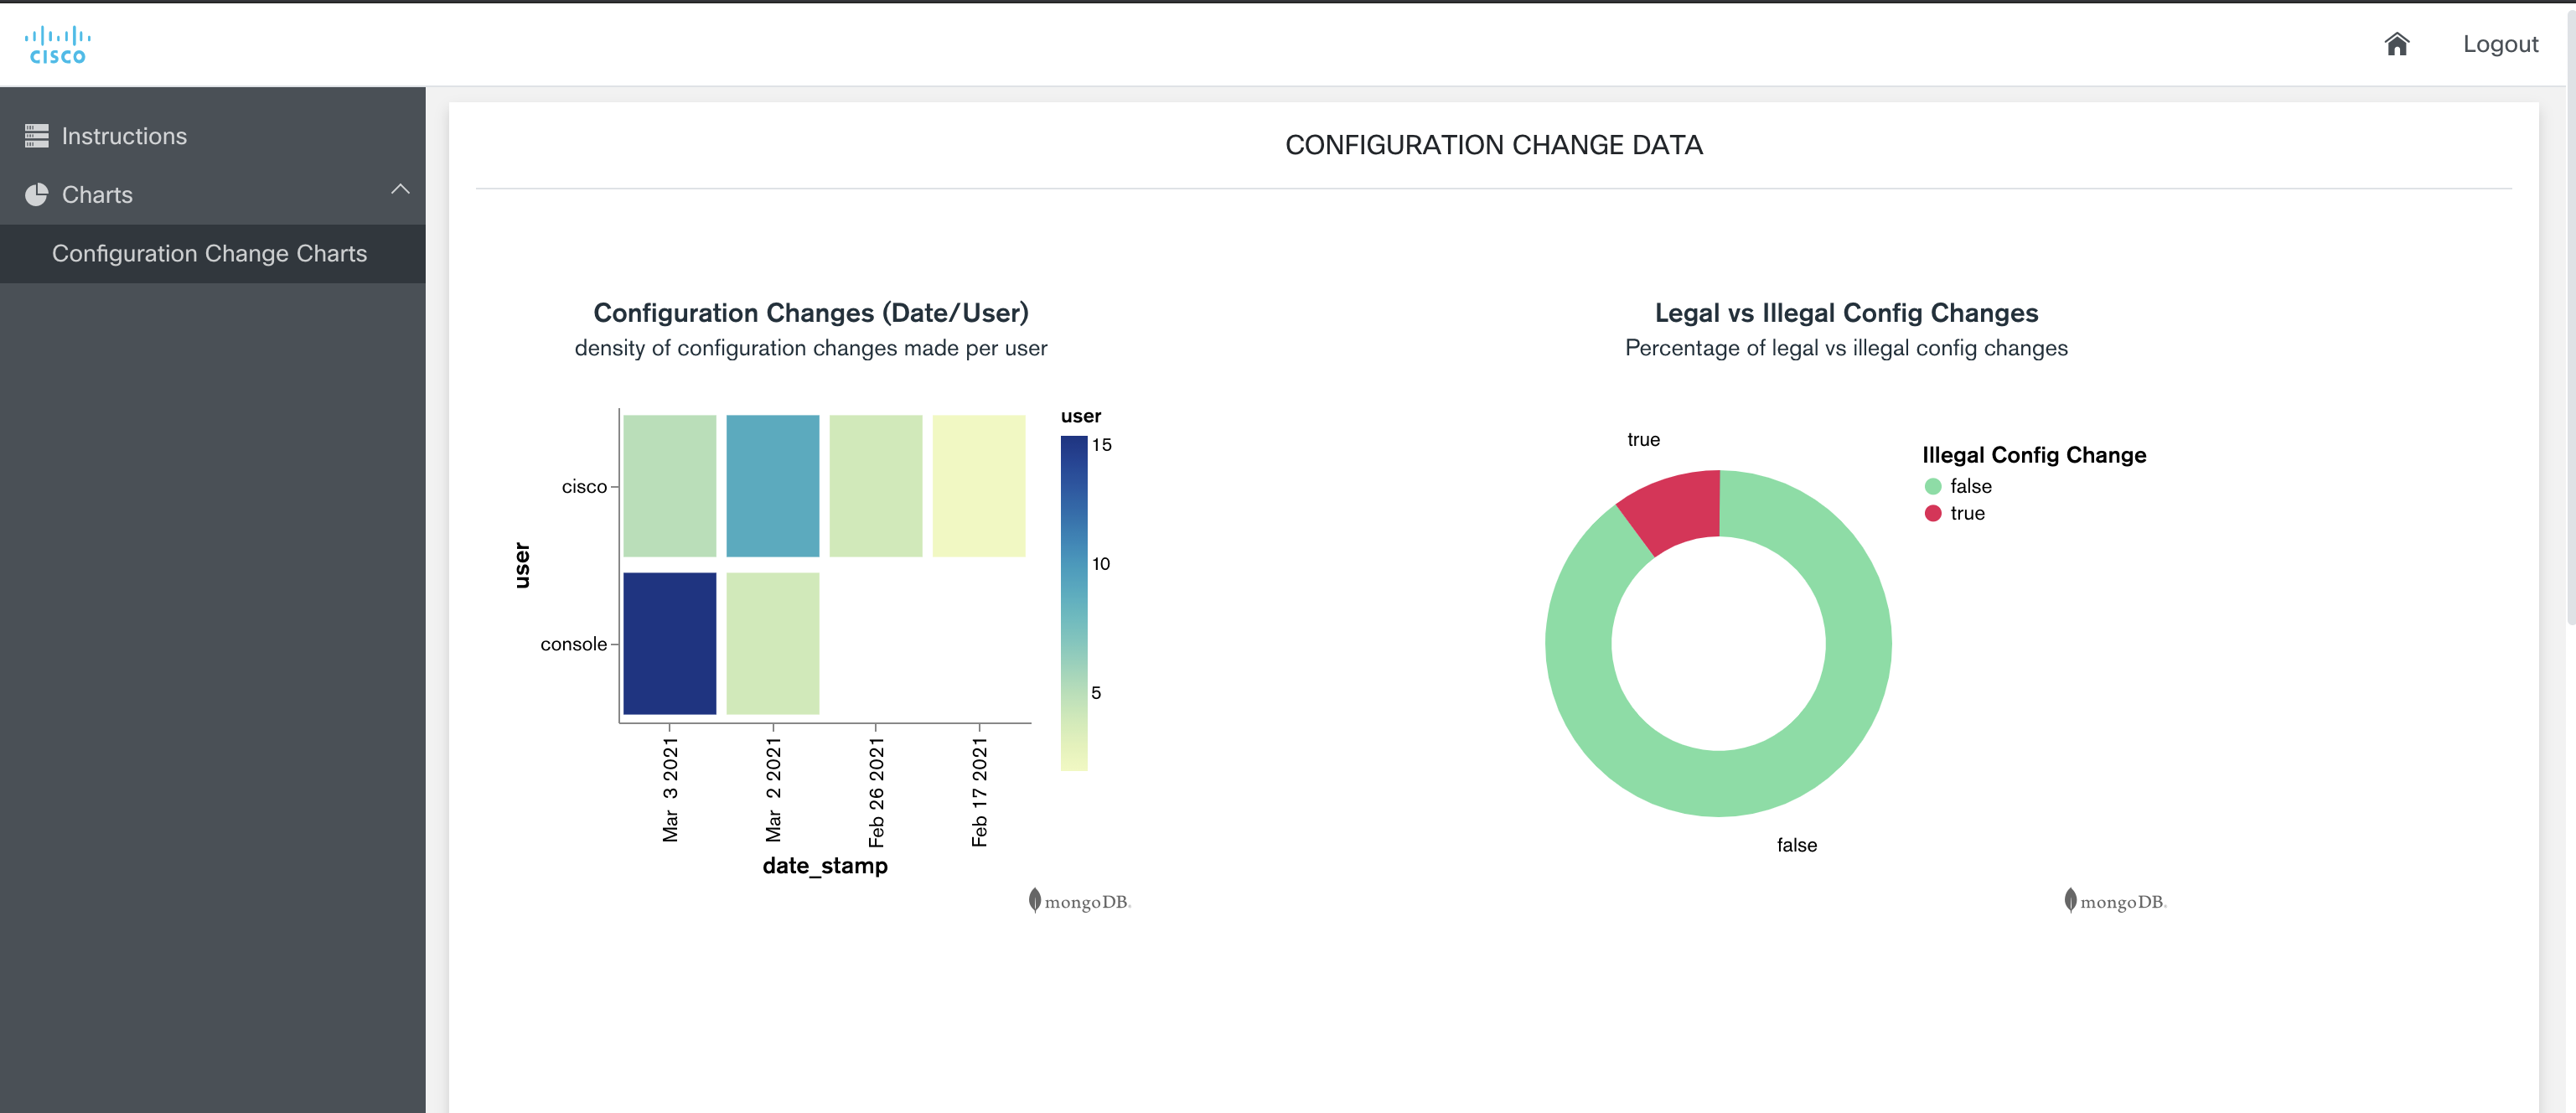 cisco
Logout
Instructions
Charts
Configuration Change Charts
CONFIGURATION CHANGE DATA
Configuration Changes (Date/User)
density of configuration changes made per user
user
15
10
5
cisco
console
user
Mar 3 2021
Mar 2 2021
Feb 26 2021
Feb 17 2021
date_stamp
mongoDB.
Legal vs Illegal Config Changes
Percentage of legal vs illegal config changes
true
Illegal Config Change
false
true
false
mongoDB.